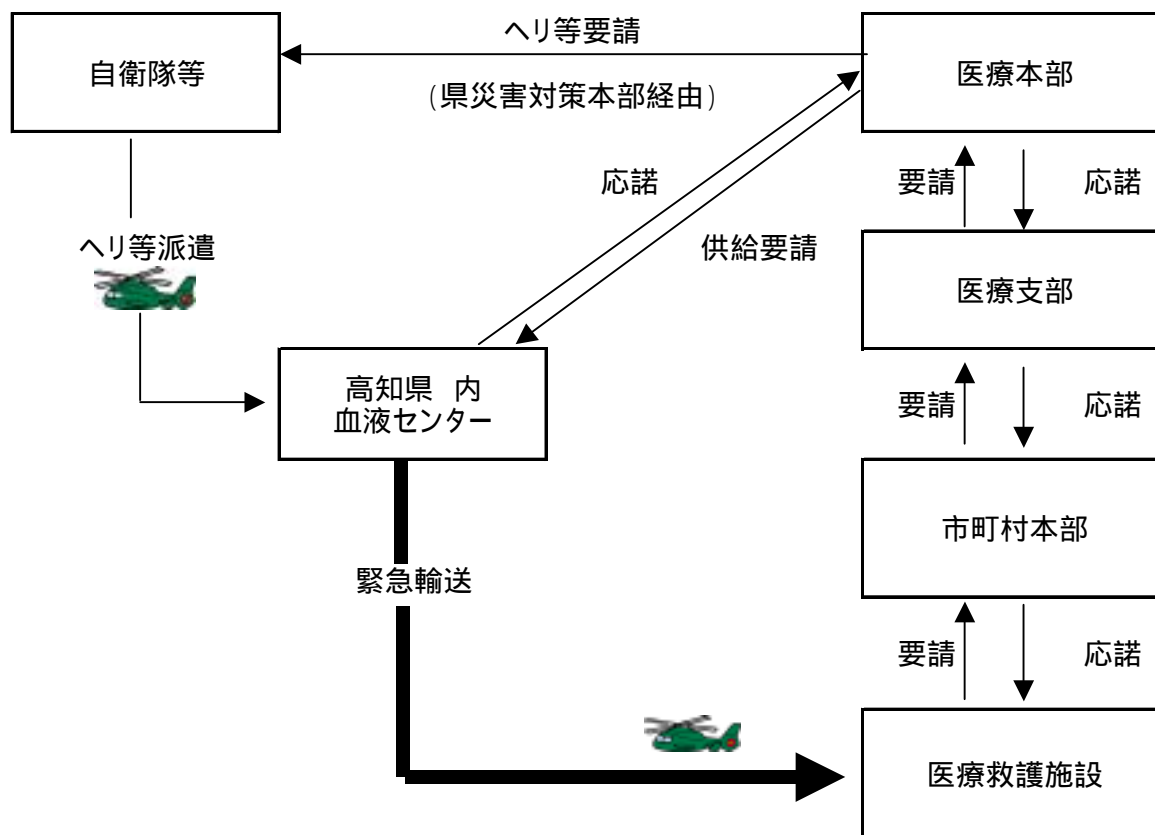 ヘリ等要請
自衛隊等
医療本部
(県災害対策本部経由)
応諾
要請
応諾
ヘリ等派遣
供給要請
医療支部
高知県 内
血液センター
要請
応諾
市町村本部
緊急輸送
要請
応諾
医療救護施設